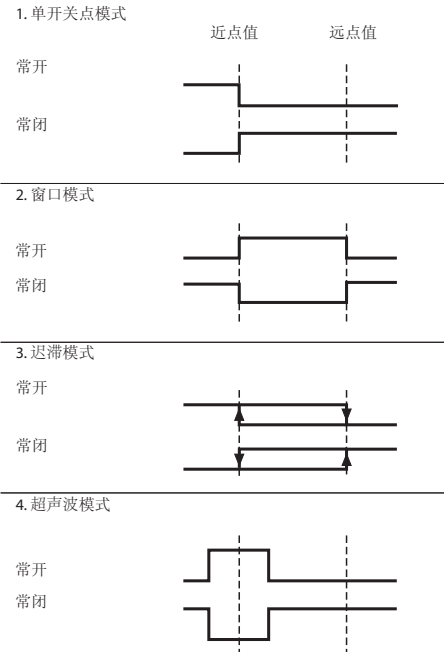 1. 单开关点模式
近点值 远点值
常开
常闭
2. 窗口模式
常开
常闭
3. 迟滞模式
常开
常闭
4. 超声波模式
常开
常闭